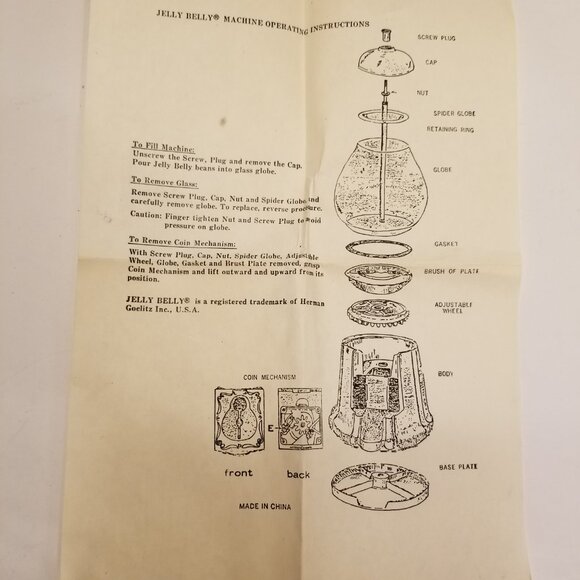 JELLY BELLY® MACHINE OPERATING INSTRUCTIONS
To Fill Machine:
Unscrew the Screw, Plug and remove the Cap.
Pour Jelly Belly beans into glass globe.
To Remove Glass:
Remove Screw Plug, Cap, Nut and Spider Globe and
carefully remove globe. To replace, reverse procedure.
Caution: Finger tighten Nut and Screw Plug to avoid
pressure on globe.
To Remove Coin Mechanism:
With Screw Plug, Cap, Nut, Spider Globe, Adjustable
Wheel, Globe, Gasket and Brust Plate removed, grasp
Coin Mechanism and lift outward and upward from its
position.
JELLY BELLY® is a registered trademark of Herman
Goelitz Inc., U.S.A.
SCREW PLUG
CAP
NUT
SPIDER GLOBE
RETAINING RING
GLOBE
GASKET
BRUSH OF PLATE
ADJUSTABLE
WHEEL
BODY
BASE PLATE
COIN MECHANISM
E
front
back
MADE IN CHINA